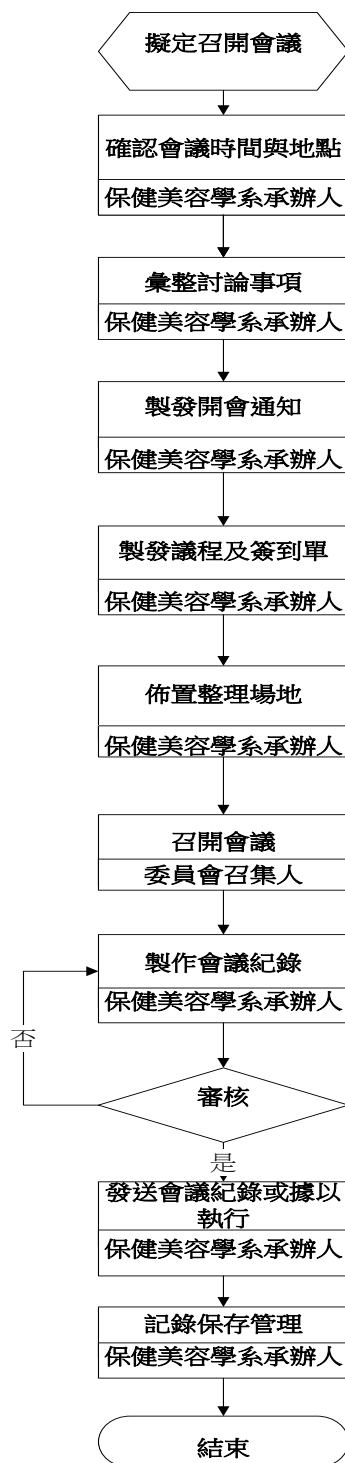 擬定召開會議
確認會議時間與地點
保健美容學系承辦人
彙整討論事項
保健美容學系承辦人
製發開會通知
保健美容學系承辦人
製發議程及簽到單
保健美容學系承辦人
佈置整理場地
保健美容學系承辦人
召開會議
委員會召集人
製作會議紀錄
保健美容學系承辦人
否
審核
是
發送會議紀錄或據以
執行
保健美容學系承辦人
記錄保存管理
保健美容學系承辦人
結束